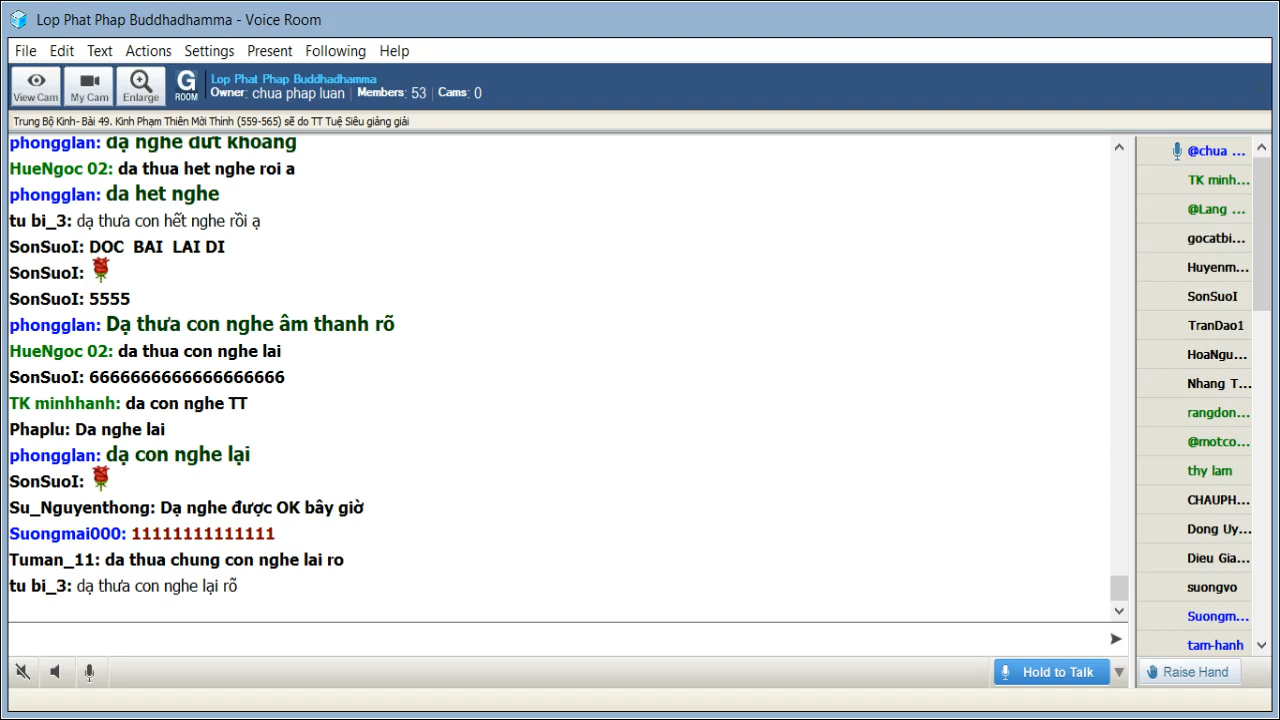 Lop Phat Phap Buddhadhamma - Voice Room
File Edit Text Actions Settings Present Following Help
View Cam My Cam Enlarge G ROOM
Lop Phat Phap Buddhadhamma
Owner: chua phap luan | Members: 53 | Cams: 0
Trung Bộ Kinh- Bài 49. Kinh Phạm Thiên Mời Thỉnh (559-565) sẽ do TT Tuệ Siêu giảng giải
phongglan: dạ nghe đứt khoảng
HueNgoc 02: da thua het nghe roi a
phongglan: da het nghe
tu bi_3: dạ thưa con hết nghe rồi ạ
SonSuoI: DOC BAI LAI DI
SonSuoI:
SonSuoI: 5555
phongglan: Dạ thưa con nghe âm thanh rõ
HueNgoc 02: da thua con nghe lai
SonSuoI: 6666666666666666666
TK minhhanh: da con nghe TT
Phaplu: Da nghe lai
phongglan: dạ con nghe lại
SonSuoI:
Su_Nguyenthong: Dạ nghe được OK bây giờ
Suongmai000: 11111111111111
Tuman_11: da thua chung con nghe lai ro
tu bi_3: dạ thưa con nghe lại rõ
@chua ...
TK minh...
@Lang ...
gocatbi...
Huyenm...
SonSuoI
TranDao1
HoaNgu...
Nhang T...
rangdon...
@motco...
thy lam
CHAUPH...
Dong Uy...
Dieu Gia...
suongvo
Suongm...
tam-hanh
Hold to Talk
Raise Hand